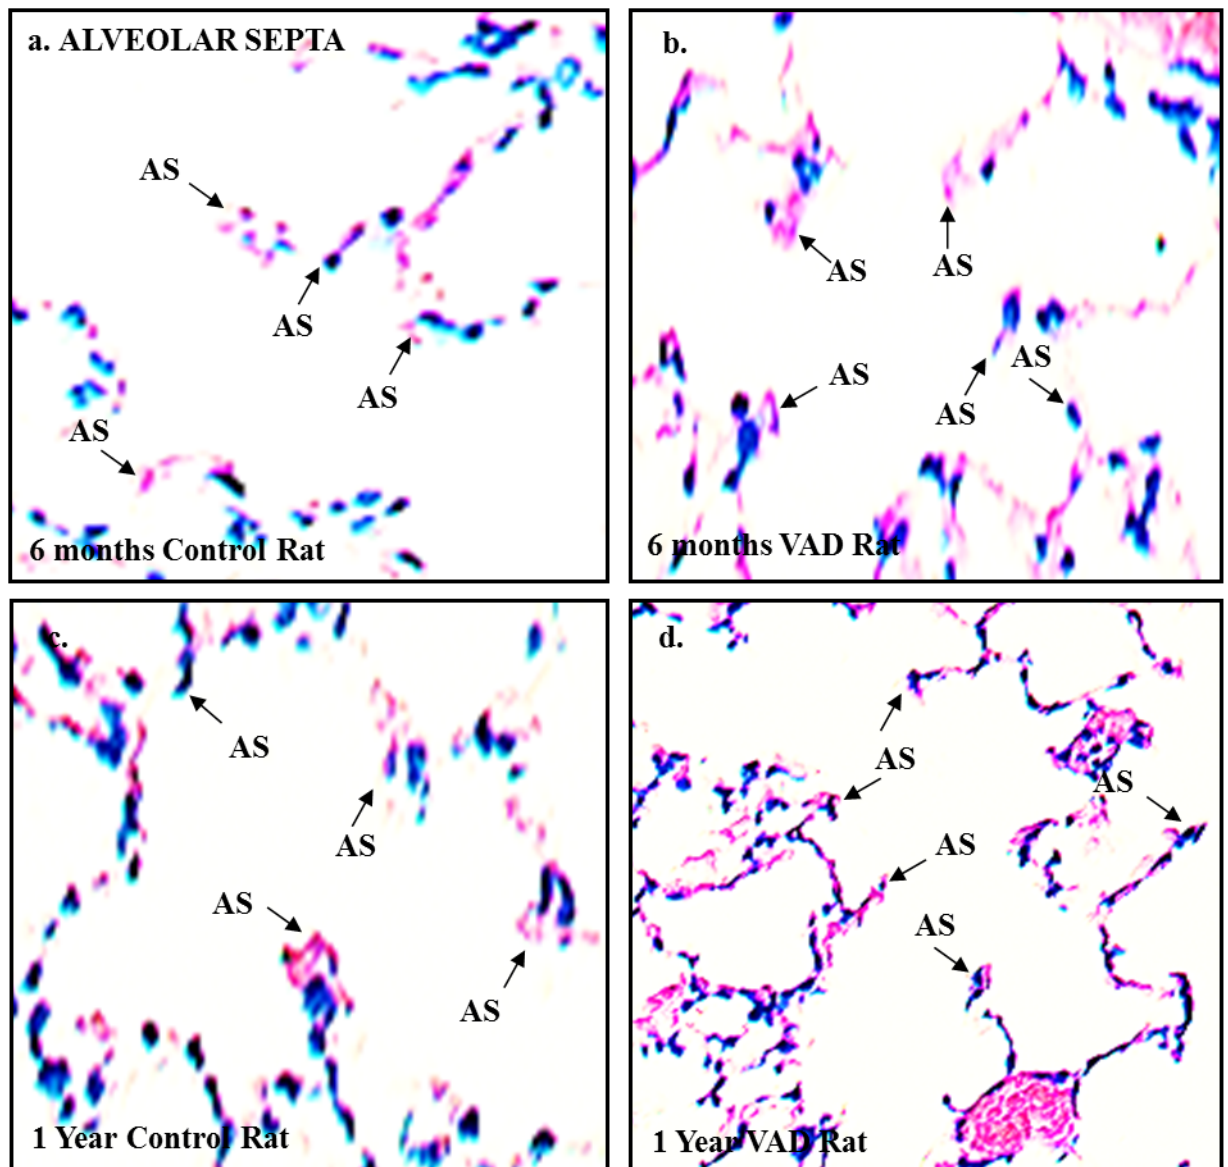 a. ALVEOLAR SEPTA
AS
AS
AS
AS
6 months Control Rat
b.
AS
AS
AS
AS
AS
6 months VAD Rat
c.
AS
AS
AS
AS
1 Year Control Rat
d.
AS
AS
AS
AS
1 Year VAD Rat